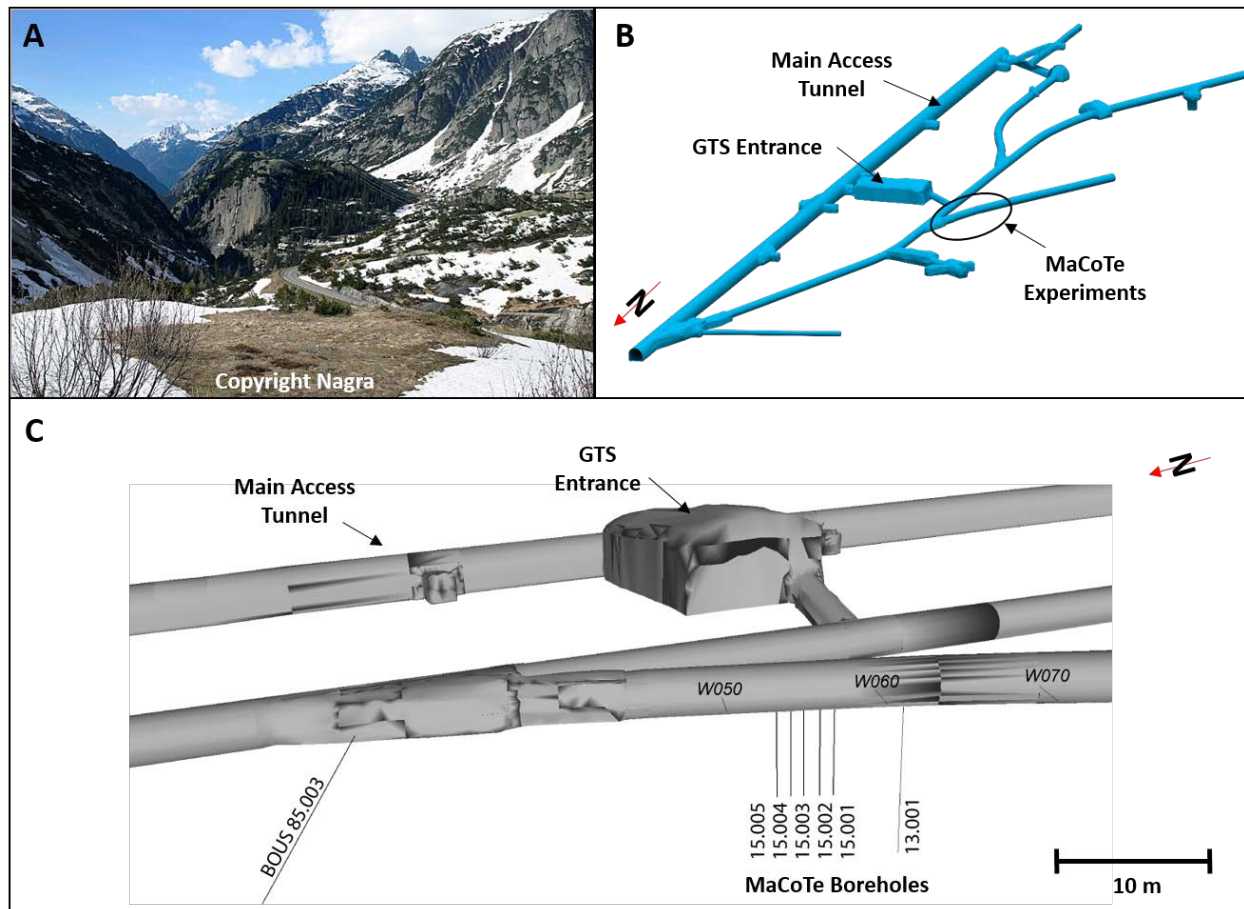 A
Copyright Nagra
B
Main Access
Tunnel
GTS Entrance
MaCoTe
Experiments
N
C
GTS
Entrance
Main Access
Tunnel
N
W050
W060
W070
BOUS 85.003
15.005
15.004
15.003
15.002
15.001
13.001
MaCoTe Boreholes
10 m